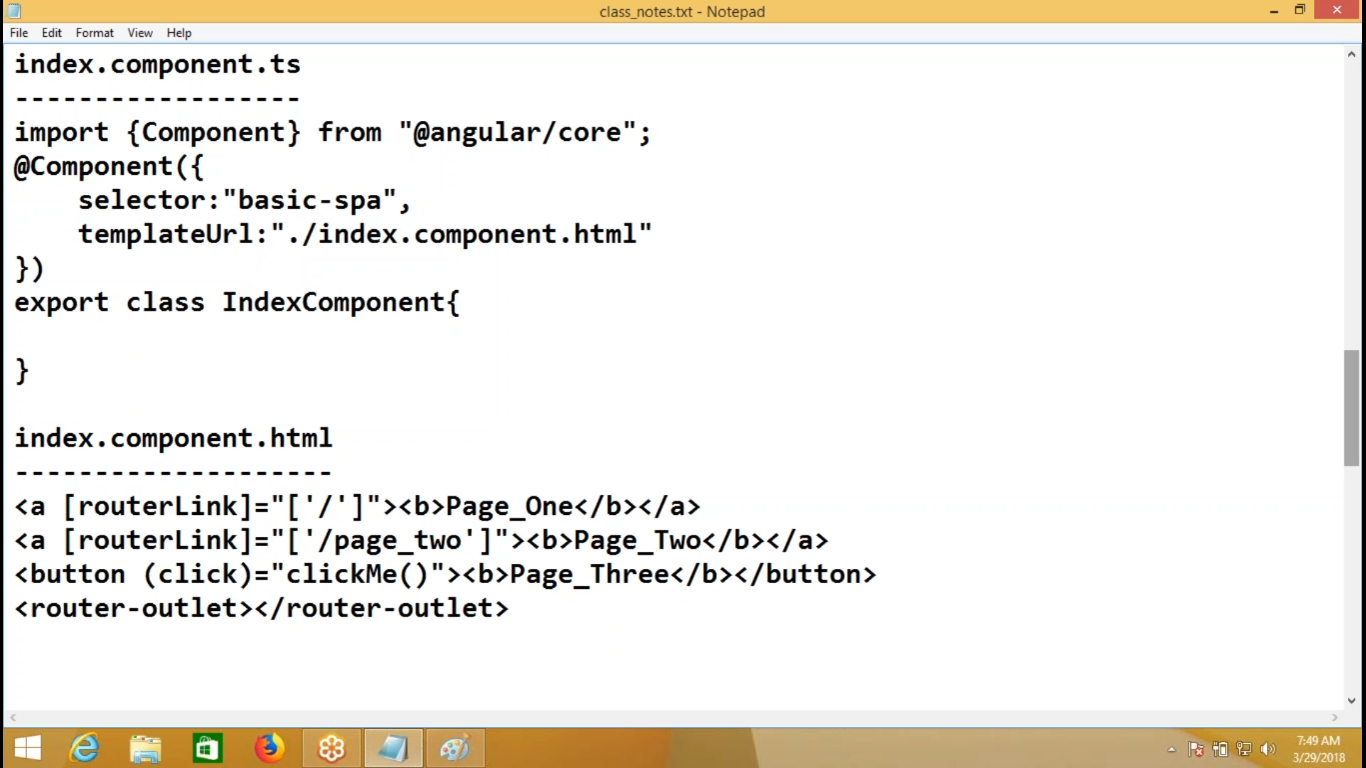 class_notes.txt - Notepad
File Edit Format View Help
index.component.ts
------------------
import {Component} from "@angular/core";
@Component({
    selector:"basic-spa",
    templateUrl:"./index.component.html"
})
export class IndexComponent{
}
index.component.html
--------------------
<a [routerLink]="['/']"><b>Page_One</b></a>
<a [routerLink]="['/page_two']"><b>Page_Two</b></a>
<button (click)="clickMe()"><b>Page_Three</b></button>
<router-outlet></router-outlet>
7:49 AM
3/29/2018